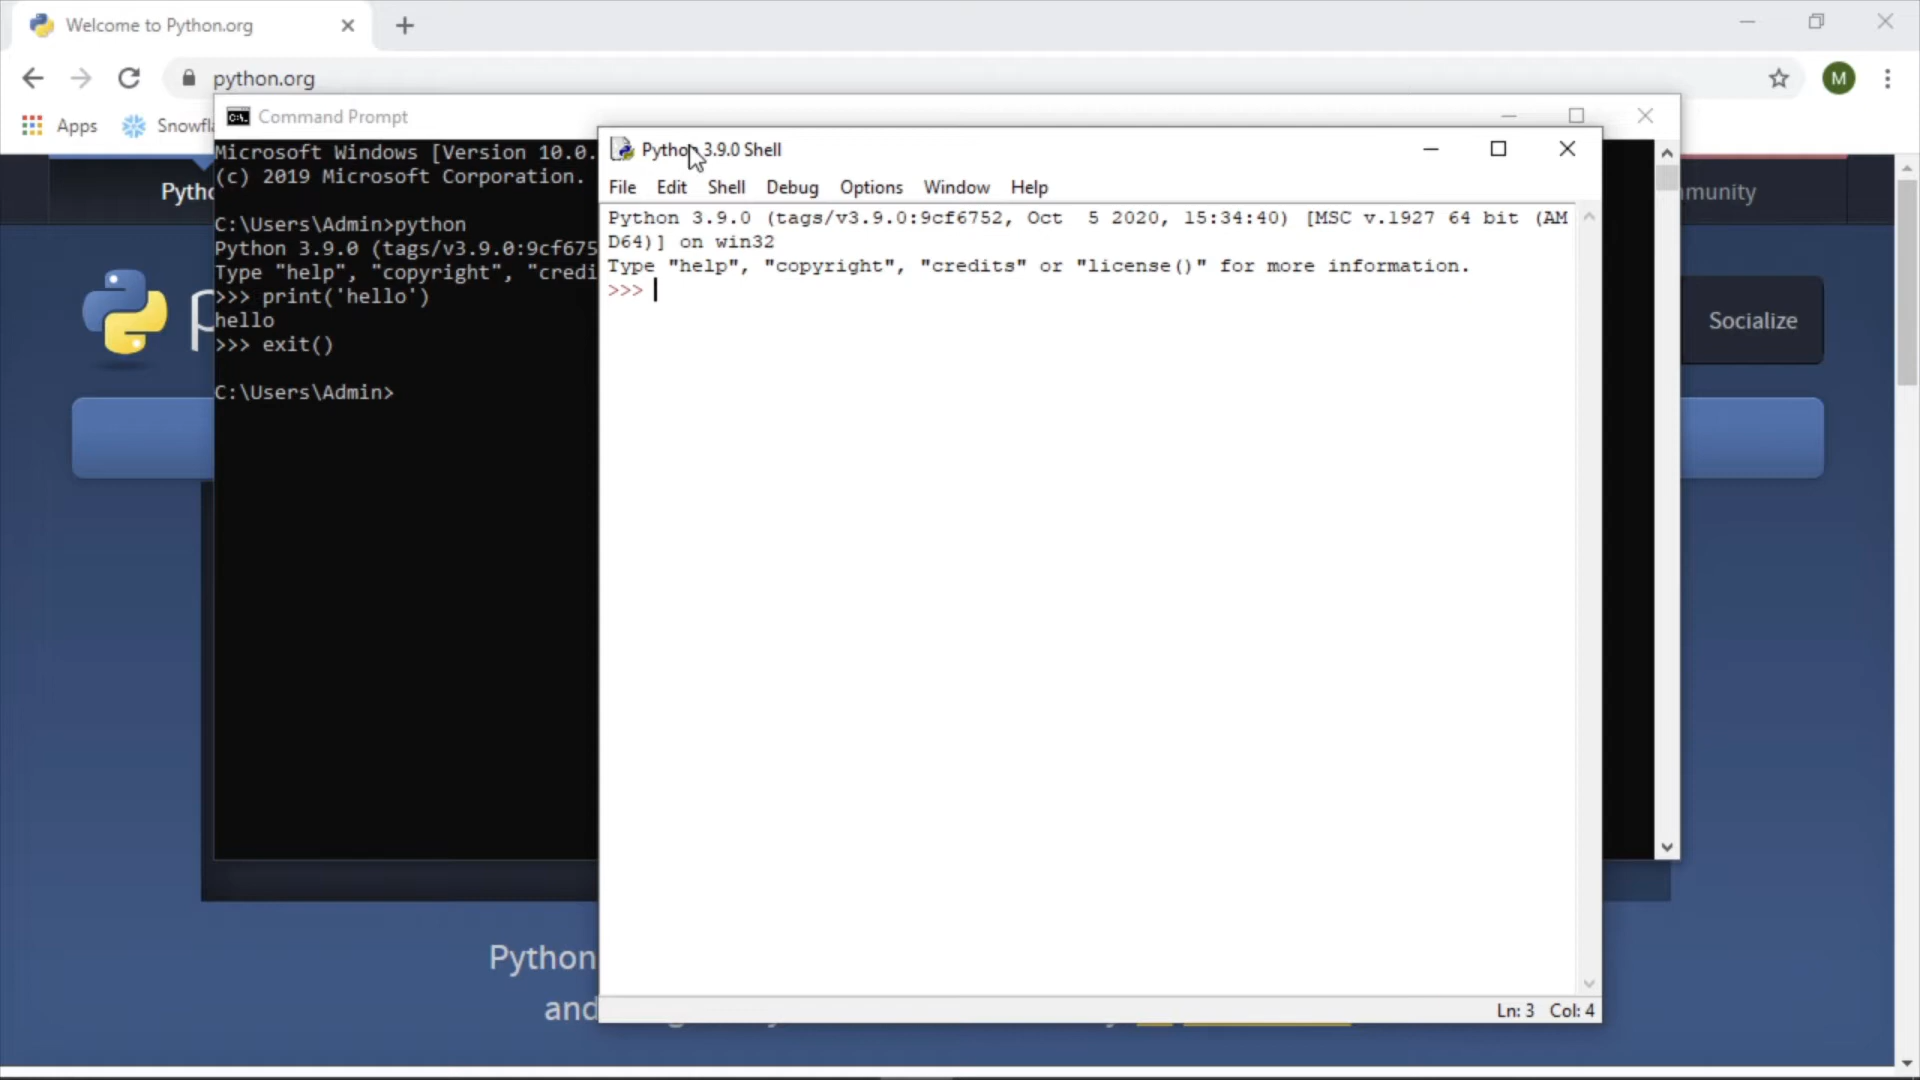 Welcome to Python.org
python.org
M
Apps
Snowfla
Command Prompt
Microsoft Windows [Version 10.0.
(c) 2019 Microsoft Corporation.
C:\Users\Admin>python
Python 3.9.0 (tags/v3.9.0:9cf675
Type "help", "copyright", "credi
>>> print('hello')
hello
>>> exit()
C:\Users\Admin>
Python 3.9.0 Shell
File Edit Shell Debug Options Window Help
Python 3.9.0 (tags/v3.9.0:9cf6752, Oct  5 2020, 15:34:40) [MSC v.1927 64 bit (AM
D64)] on win32
Type "help", "copyright", "credits" or "license()" for more information.
>>>
Ln: 3 Col: 4
Pytho
mmunity
p
Socialize
Python
and